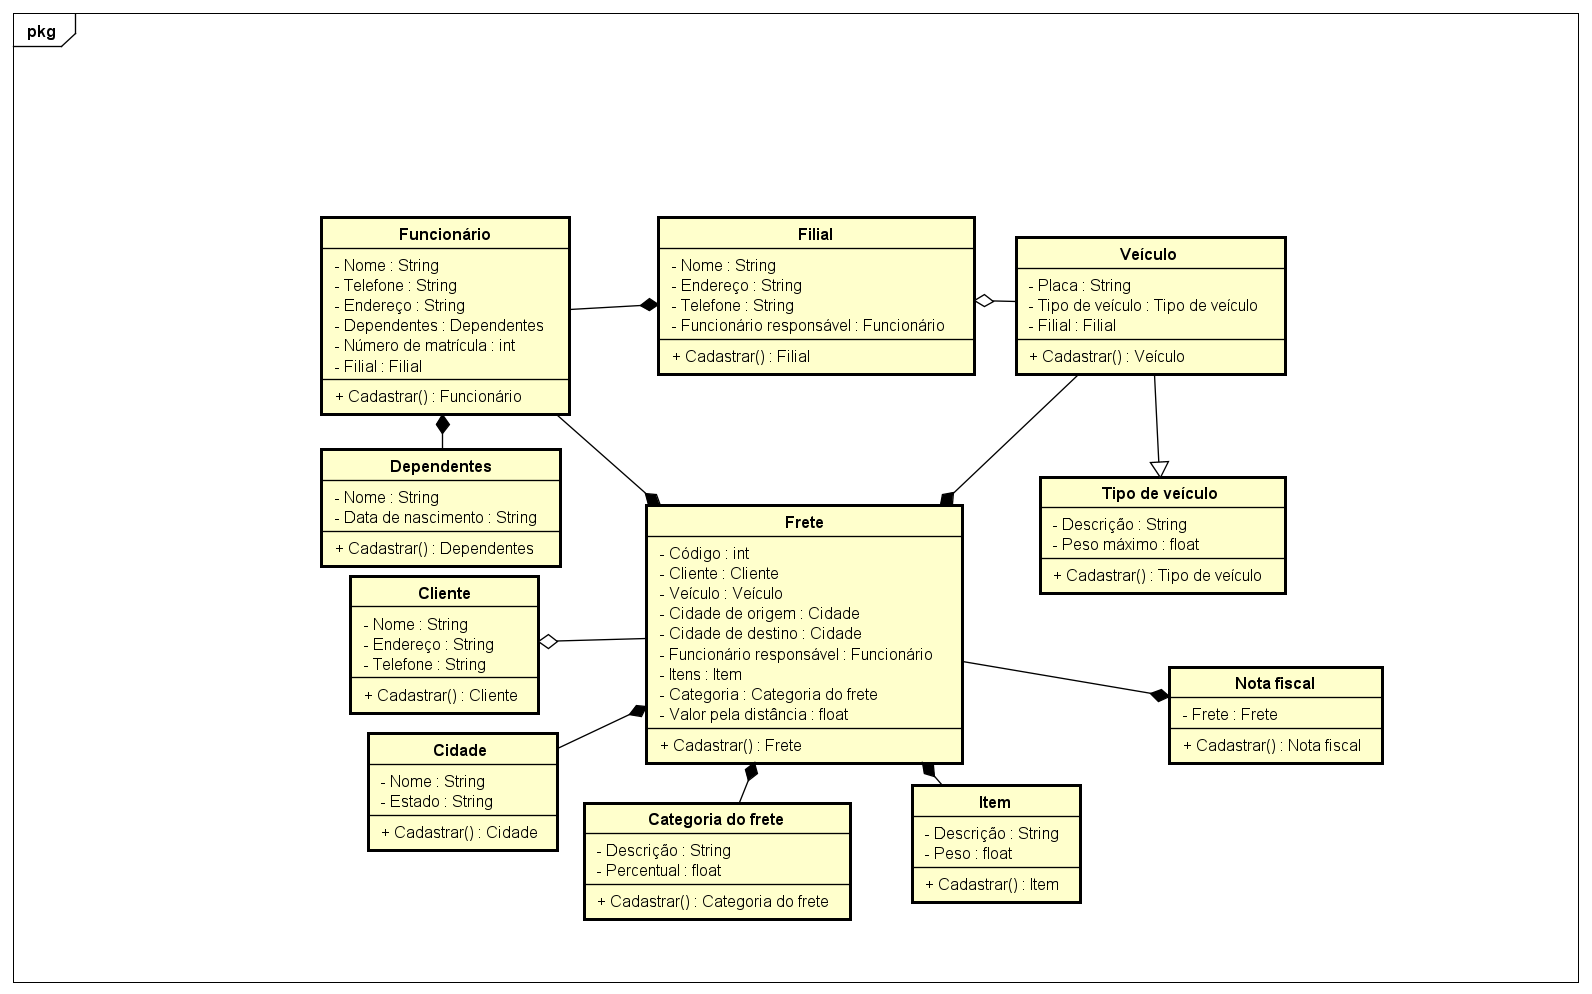 pkg
Funcionário
- Nome : String
- Telefone : String
- Endereço : String
- Dependentes : Dependentes
- Número de matrícula : int
- Filial : Filial
+ Cadastrar() : Funcionário
Filial
- Nome : String
- Endereço : String
- Telefone : String
- Funcionário responsável : Funcionário
+ Cadastrar() : Filial
Veículo
- Placa : String
- Tipo de veículo : Tipo de veículo
- Filial : Filial
+ Cadastrar() : Veículo
Dependentes
- Nome : String
- Data de nascimento : String
+ Cadastrar() : Dependentes
Tipo de veículo
- Descrição : String
- Peso máximo : float
+ Cadastrar() : Tipo de veículo
Frete
- Código : int
- Cliente : Cliente
- Veículo : Veículo
- Cidade de origem : Cidade
- Cidade de destino : Cidade
- Funcionário responsável : Funcionário
- Itens : Item
- Categoria : Categoria do frete
- Valor pela distância : float
+ Cadastrar() : Frete
Cliente
- Nome : String
- Endereço : String
- Telefone : String
+ Cadastrar() : Cliente
Nota fiscal
- Frete : Frete
+ Cadastrar() : Nota fiscal
Cidade
- Nome : String
- Estado : String
+ Cadastrar() : Cidade
Categoria do frete
- Descrição : String
- Percentual : float
+ Cadastrar() : Categoria do frete
Item
- Descrição : String
- Peso : float
+ Cadastrar() : Item